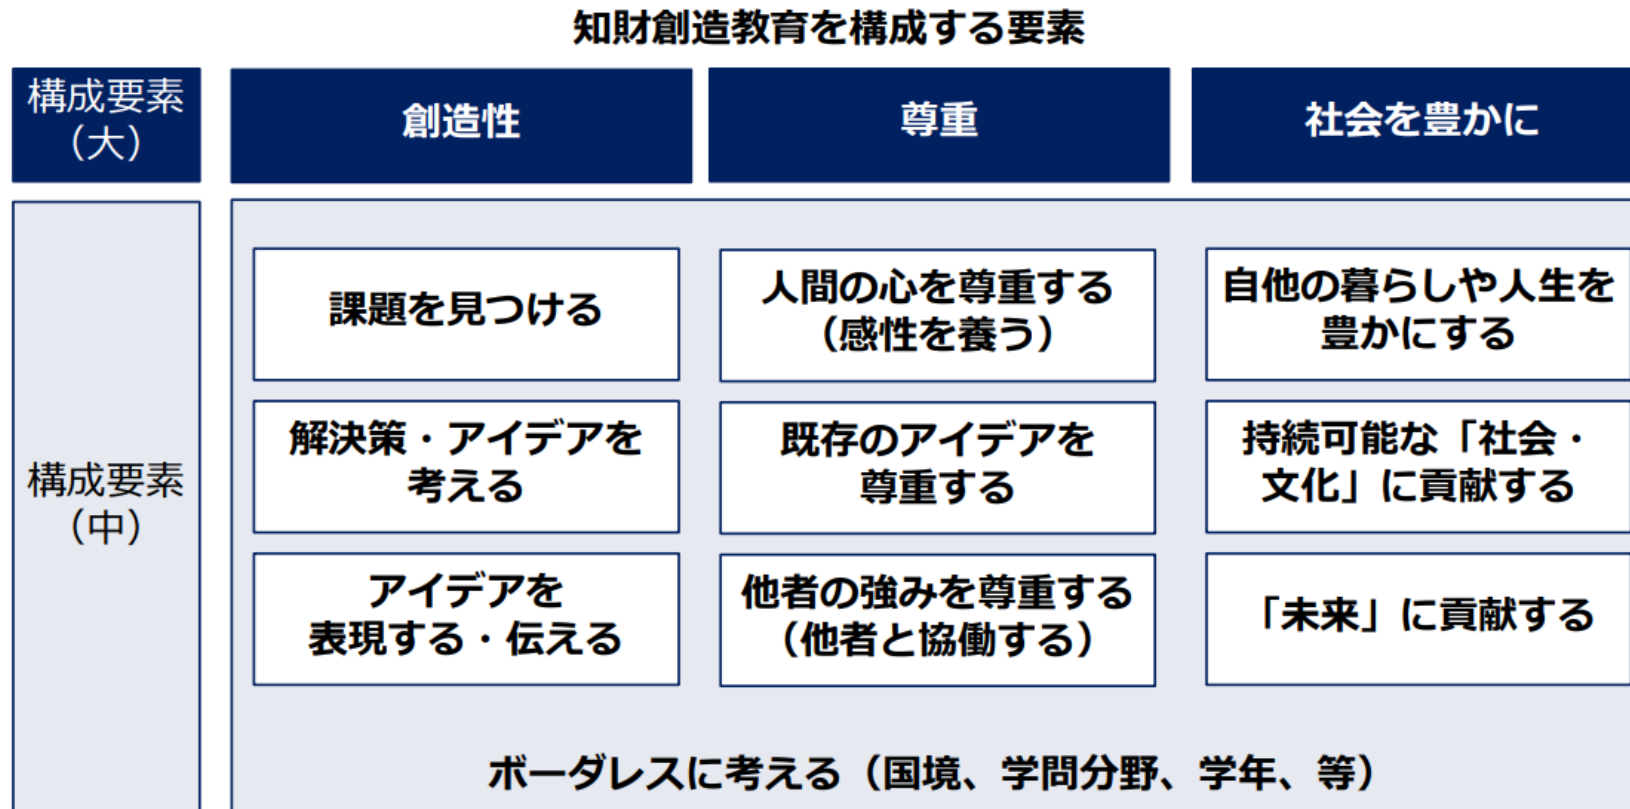 知財創造教育を構成する要素
構成要素
（大）
創造性
尊重
社会を豊かに
構成要素
（中）
課題を見つける
人間の心を尊重する
（感性を養う）
自他の暮らしや人生を
豊かにする
解決策・アイデアを
考える
既存のアイデアを
尊重する
持続可能な「社会・
文化」に貢献する
アイデアを
表現する・伝える
他者の強みを尊重する
（他者と協働する）
「未来」に貢献する
ボーダレスに考える（国境、学問分野、学年、等）